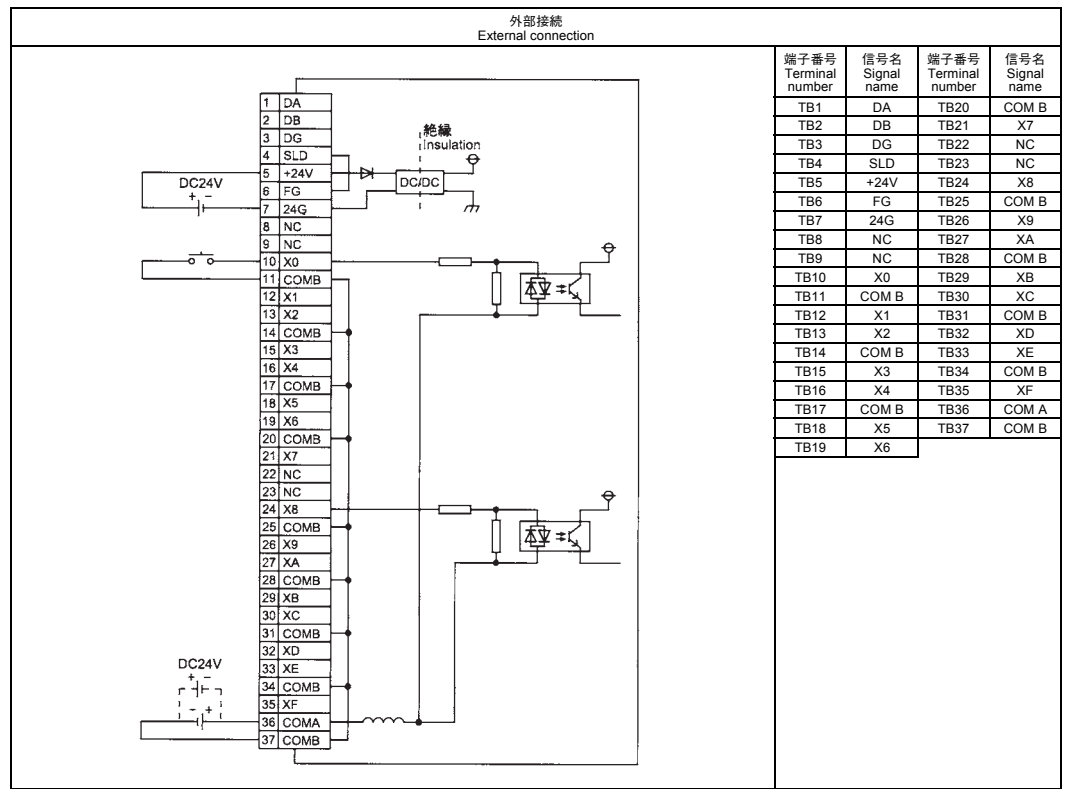 外部接続
External connection
1 DA
2 DB
3 DG
4 SLD
5 +24V
6 FG
7 24G
8 NC
9 NC
10 X0
11 COMB
12 X1
13 X2
14 COMB
15 X3
16 X4
17 COMB
18 X5
19 X6
20 COMB
21 X7
22 NC
23 NC
24 X8
25 COMB
26 X9
27 XA
28 COMB
29 XB
30 XC
31 COMB
32 XD
33 XE
34 COMB
35 XF
36 COMA
37 COMB
DC24V
+ −
絶縁
Insulation
DC/DC
DC24V
+ −
- +
端子番号 信号名 端子番号 信号名
Terminal Signal Terminal Signal
number name number name
TB1 DA TB20 COM B
TB2 DB TB21 X7
TB3 DG TB22 NC
TB4 SLD TB23 NC
TB5 +24V TB24 X8
TB6 FG TB25 COM B
TB7 24G TB26 X9
TB8 NC TB27 XA
TB9 NC TB28 COM B
TB10 X0 TB29 XB
TB11 COM B TB30 XC
TB12 X1 TB31 COM B
TB13 X2 TB32 XD
TB14 COM B TB33 XE
TB15 X3 TB34 COM B
TB16 X4 TB35 XF
TB17 COM B TB36 COM A
TB18 X5 TB37 COM B
TB19 X6